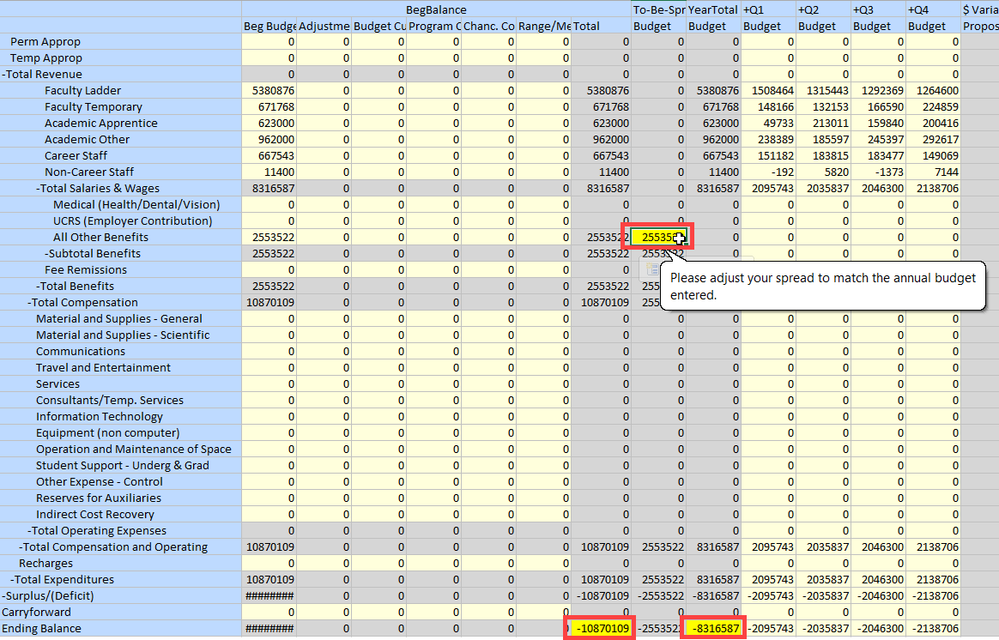 BegBalance To-Be-Spr YearTotal +Q1 +Q2 +Q3 +Q4 $ Varia
Beg Budge Adjustme Budget Cu Program C Chanc. Co Range/Me Total Budget Budget Budget Budget Budget Budget Propos
Perm Approp 0 0 0 0 0 0 0 0 0 0 0 0 0
Temp Approp 0 0 0 0 0 0 0 0 0 0 0 0 0
-Total Revenue 0 0 0 0 0 0 0 0 0 0 0 0 0
Faculty Ladder 5380876 0 0 0 0 0 5380876 0 5380876 1508464 1315443 1292369 1264600
Faculty Temporary 671768 0 0 0 0 0 671768 0 671768 148166 132153 166590 224859
Academic Apprentice 623000 0 0 0 0 0 623000 0 623000 49733 213011 159840 200416
Academic Other 962000 0 0 0 0 0 962000 0 962000 238389 185597 245397 292617
Career Staff 667543 0 0 0 0 0 667543 0 667543 151182 183815 183477 149069
Non-Career Staff 11400 0 0 0 0 0 11400 0 11400 -192 5820 -1373 7144
-Total Salaries & Wages 8316587 0 0 0 0 0 8316587 0 8316587 2095743 2035837 2046300 2138706
Medical (Health/Dental/Vision) 0 0 0 0 0 0 0 0 0 0 0 0 0
UCRS (Employer Contribution) 0 0 0 0 0 0 0 0 0 0 0 0 0
All Other Benefits 2553522 0 0 0 0 0 2553522 0 0 0 0 0
-Subtotal Benefits 2553522 0 0 0 0 0 2553522 2553522 0 0 0 0 0
Fee Remissions 0 0 0 0 0 0 0
-Total Benefits 2553522 0 0 0 0 0 2553522
-Total Compensation 10870109 0 0 0 0 0 10870109
Please adjust your spread to match the annual budget
entered.
Material and Supplies - General 0 0 0 0 0 0 0 0 0 0 0 0 0
Material and Supplies - Scientific 0 0 0 0 0 0 0 0 0 0 0 0 0
Communications 0 0 0 0 0 0 0 0 0 0 0 0 0
Travel and Entertainment 0 0 0 0 0 0 0 0 0 0 0 0 0
Services 0 0 0 0 0 0 0 0 0 0 0 0 0
Consultants/Temp. Services 0 0 0 0 0 0 0 0 0 0 0 0 0
Information Technology 0 0 0 0 0 0 0 0 0 0 0 0 0
Equipment (non computer) 0 0 0 0 0 0 0 0 0 0 0 0 0
Operation and Maintenance of Space 0 0 0 0 0 0 0 0 0 0 0 0 0
Student Support - Underg & Grad 0 0 0 0 0 0 0 0 0 0 0 0 0
Other Expense - Control 0 0 0 0 0 0 0 0 0 0 0 0 0
Reserves for Auxiliaries 0 0 0 0 0 0 0 0 0 0 0 0 0
Indirect Cost Recovery 0 0 0 0 0 0 0 0 0 0 0 0 0
-Total Operating Expenses 0 0 0 0 0 0 0 0 0 0 0 0 0
-Total Compensation and Operating 10870109 0 0 0 0 0 10870109 2553522 8316587 2095743 2035837 2046300 2138706
Recharges 0 0 0 0 0 0 0 0 0 0 0 0 0
-Total Expenditures 10870109 0 0 0 0 0 10870109 2553522 8316587 2095743 2035837 2046300 2138706
-Surplus/(Deficit) ######## 0 0 0 0 0 -10870109 -2553522 -8316587 -2095743 -2035837 -2046300 -2138706
Carryforward 0 0 0 0 0 0 0 0 0 0 0 0 0
Ending Balance ######## 0 0 0 0 0 -10870109 -2553522 -8316587 -2095743 -2035837 -2046300 -2138706